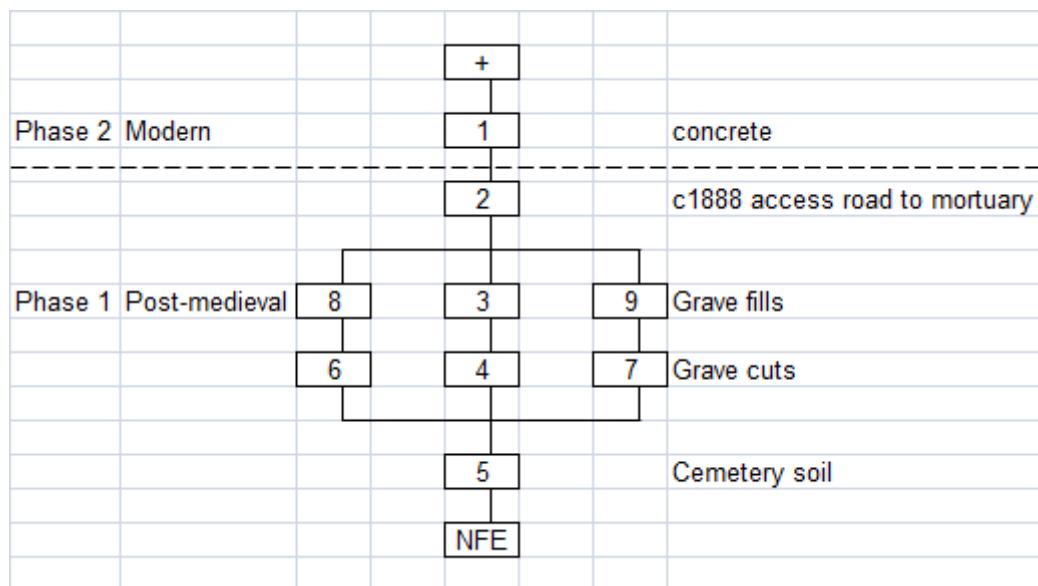 +
Phase 2 Modern 1 concrete
2 c1888 access road to mortuary
Phase 1 Post-medieval 8 3 9 Grave fills
6 4 7 Grave cuts
5 Cemetery soil
NFE